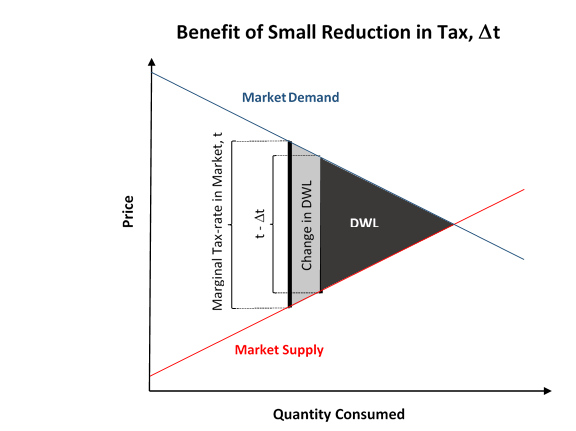 Benefit of Small Reduction in Tax, Δt
Market Demand
Marginal Tax-rate in Market, t
t - Δt
Change in DWL
DWL
Price
Market Supply
Quantity Consumed